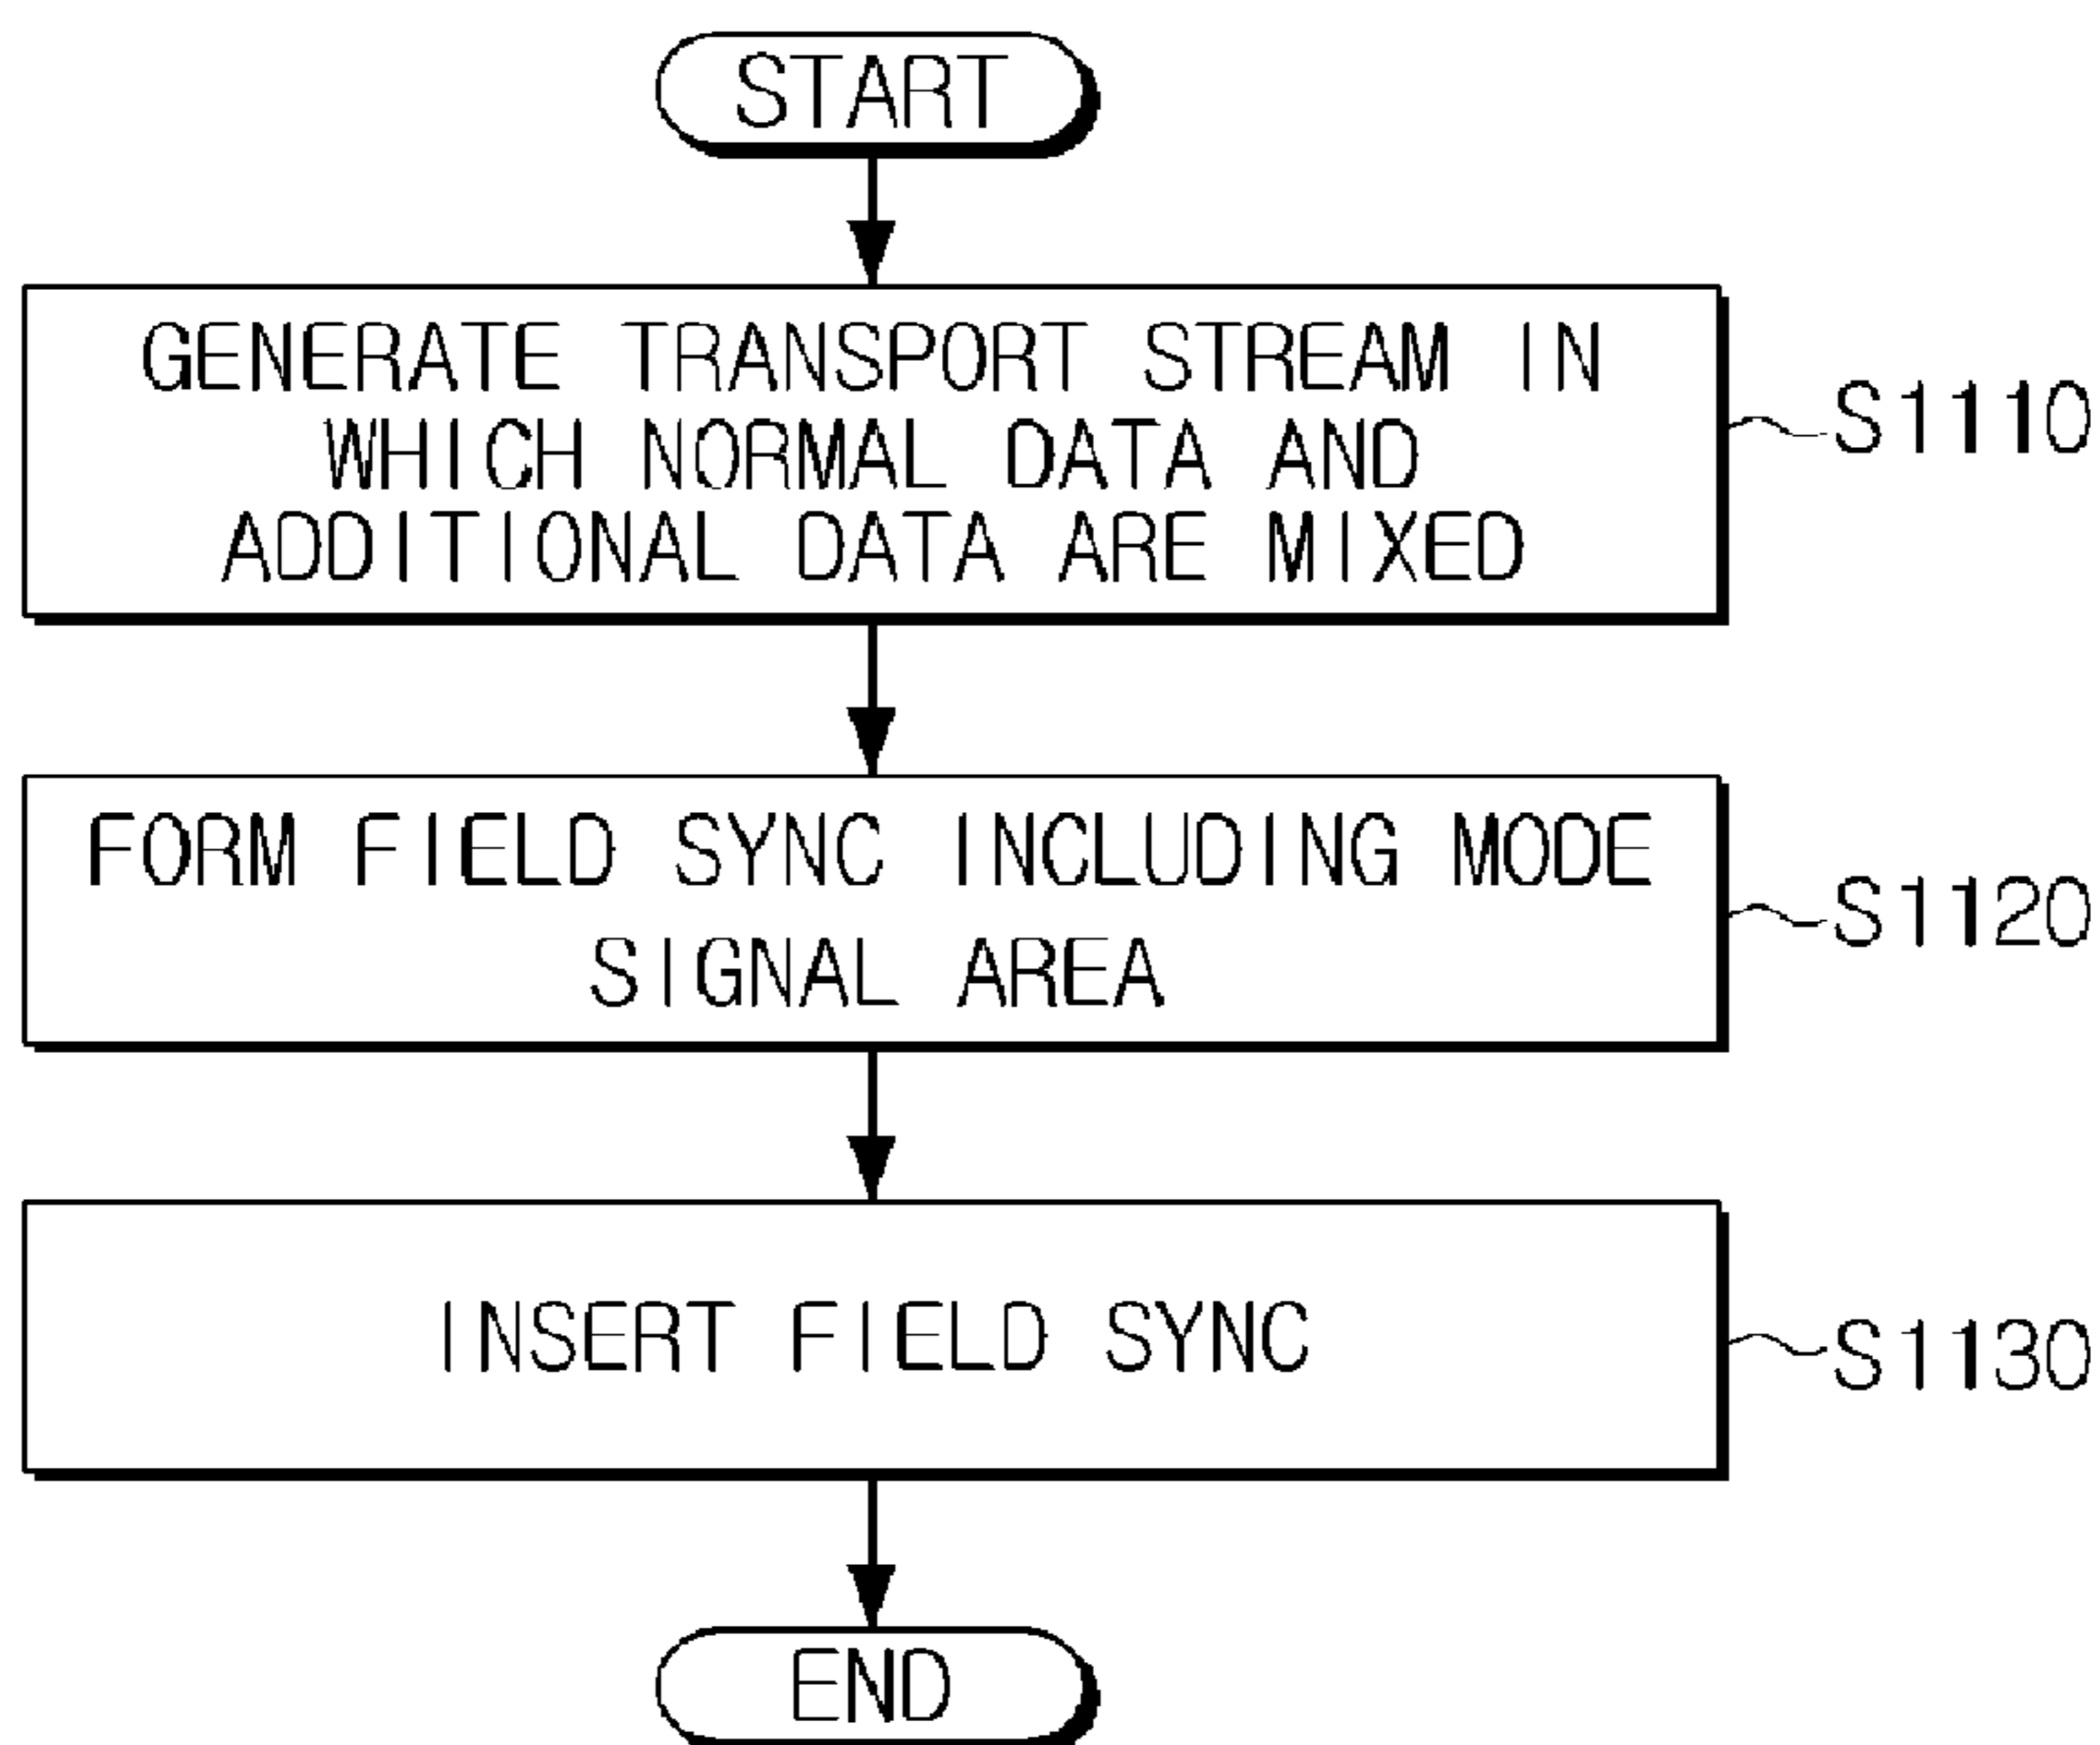 START
GENERATE TRANSPORT STREAM IN
WHICH NORMAL DATA AND
ADDITIONAL DATA ARE MIXED
S1110
FORM FIELD SYNC INCLUDING MODE
SIGNAL AREA
S1120
INSERT FIELD SYNC
S1130
END